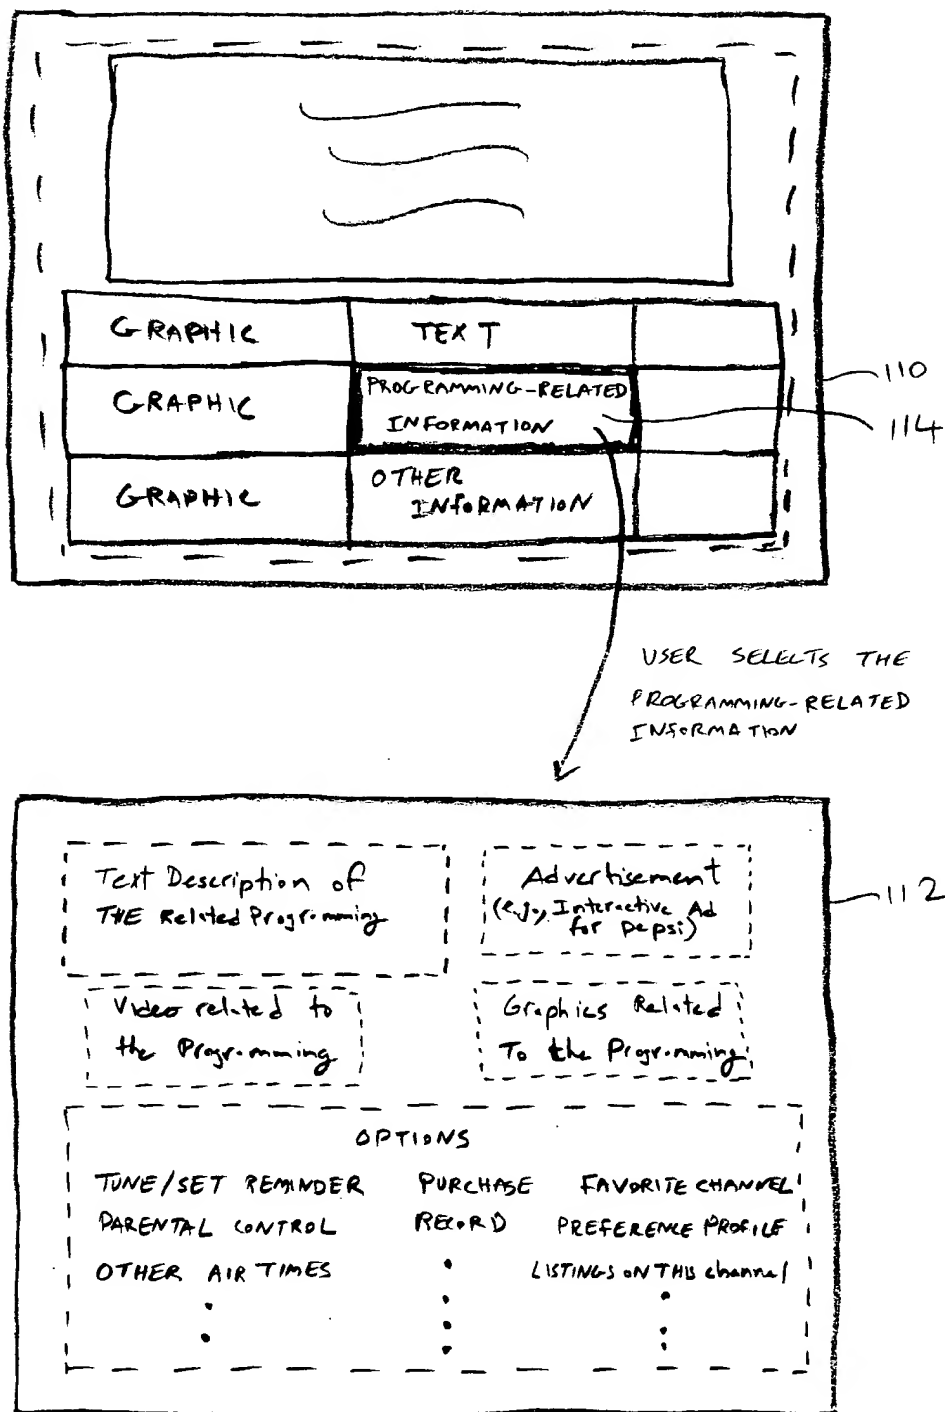 GRAPHIC TEXT
GRAPHIC PROGRAMMING-RELATED
INFORMATION
GRAPHIC OTHER
INFORMATION
110
114
USER SELECTS THE
PROGRAMMING-RELATED
INFORMATION
Text Description of
THE Related Programming
Advertisement
(e.g., Interactive Ad
for Pepsi)
112
Video related to
the Programming
Graphics Related
To the Programming
OPTIONS
TUNE/SET REMINDER PURCHASE FAVORITE CHANNEL
PARENTAL CONTROL RECORD PREFERENCE PROFILE
OTHER AIR TIMES LISTINGS ON THIS channel